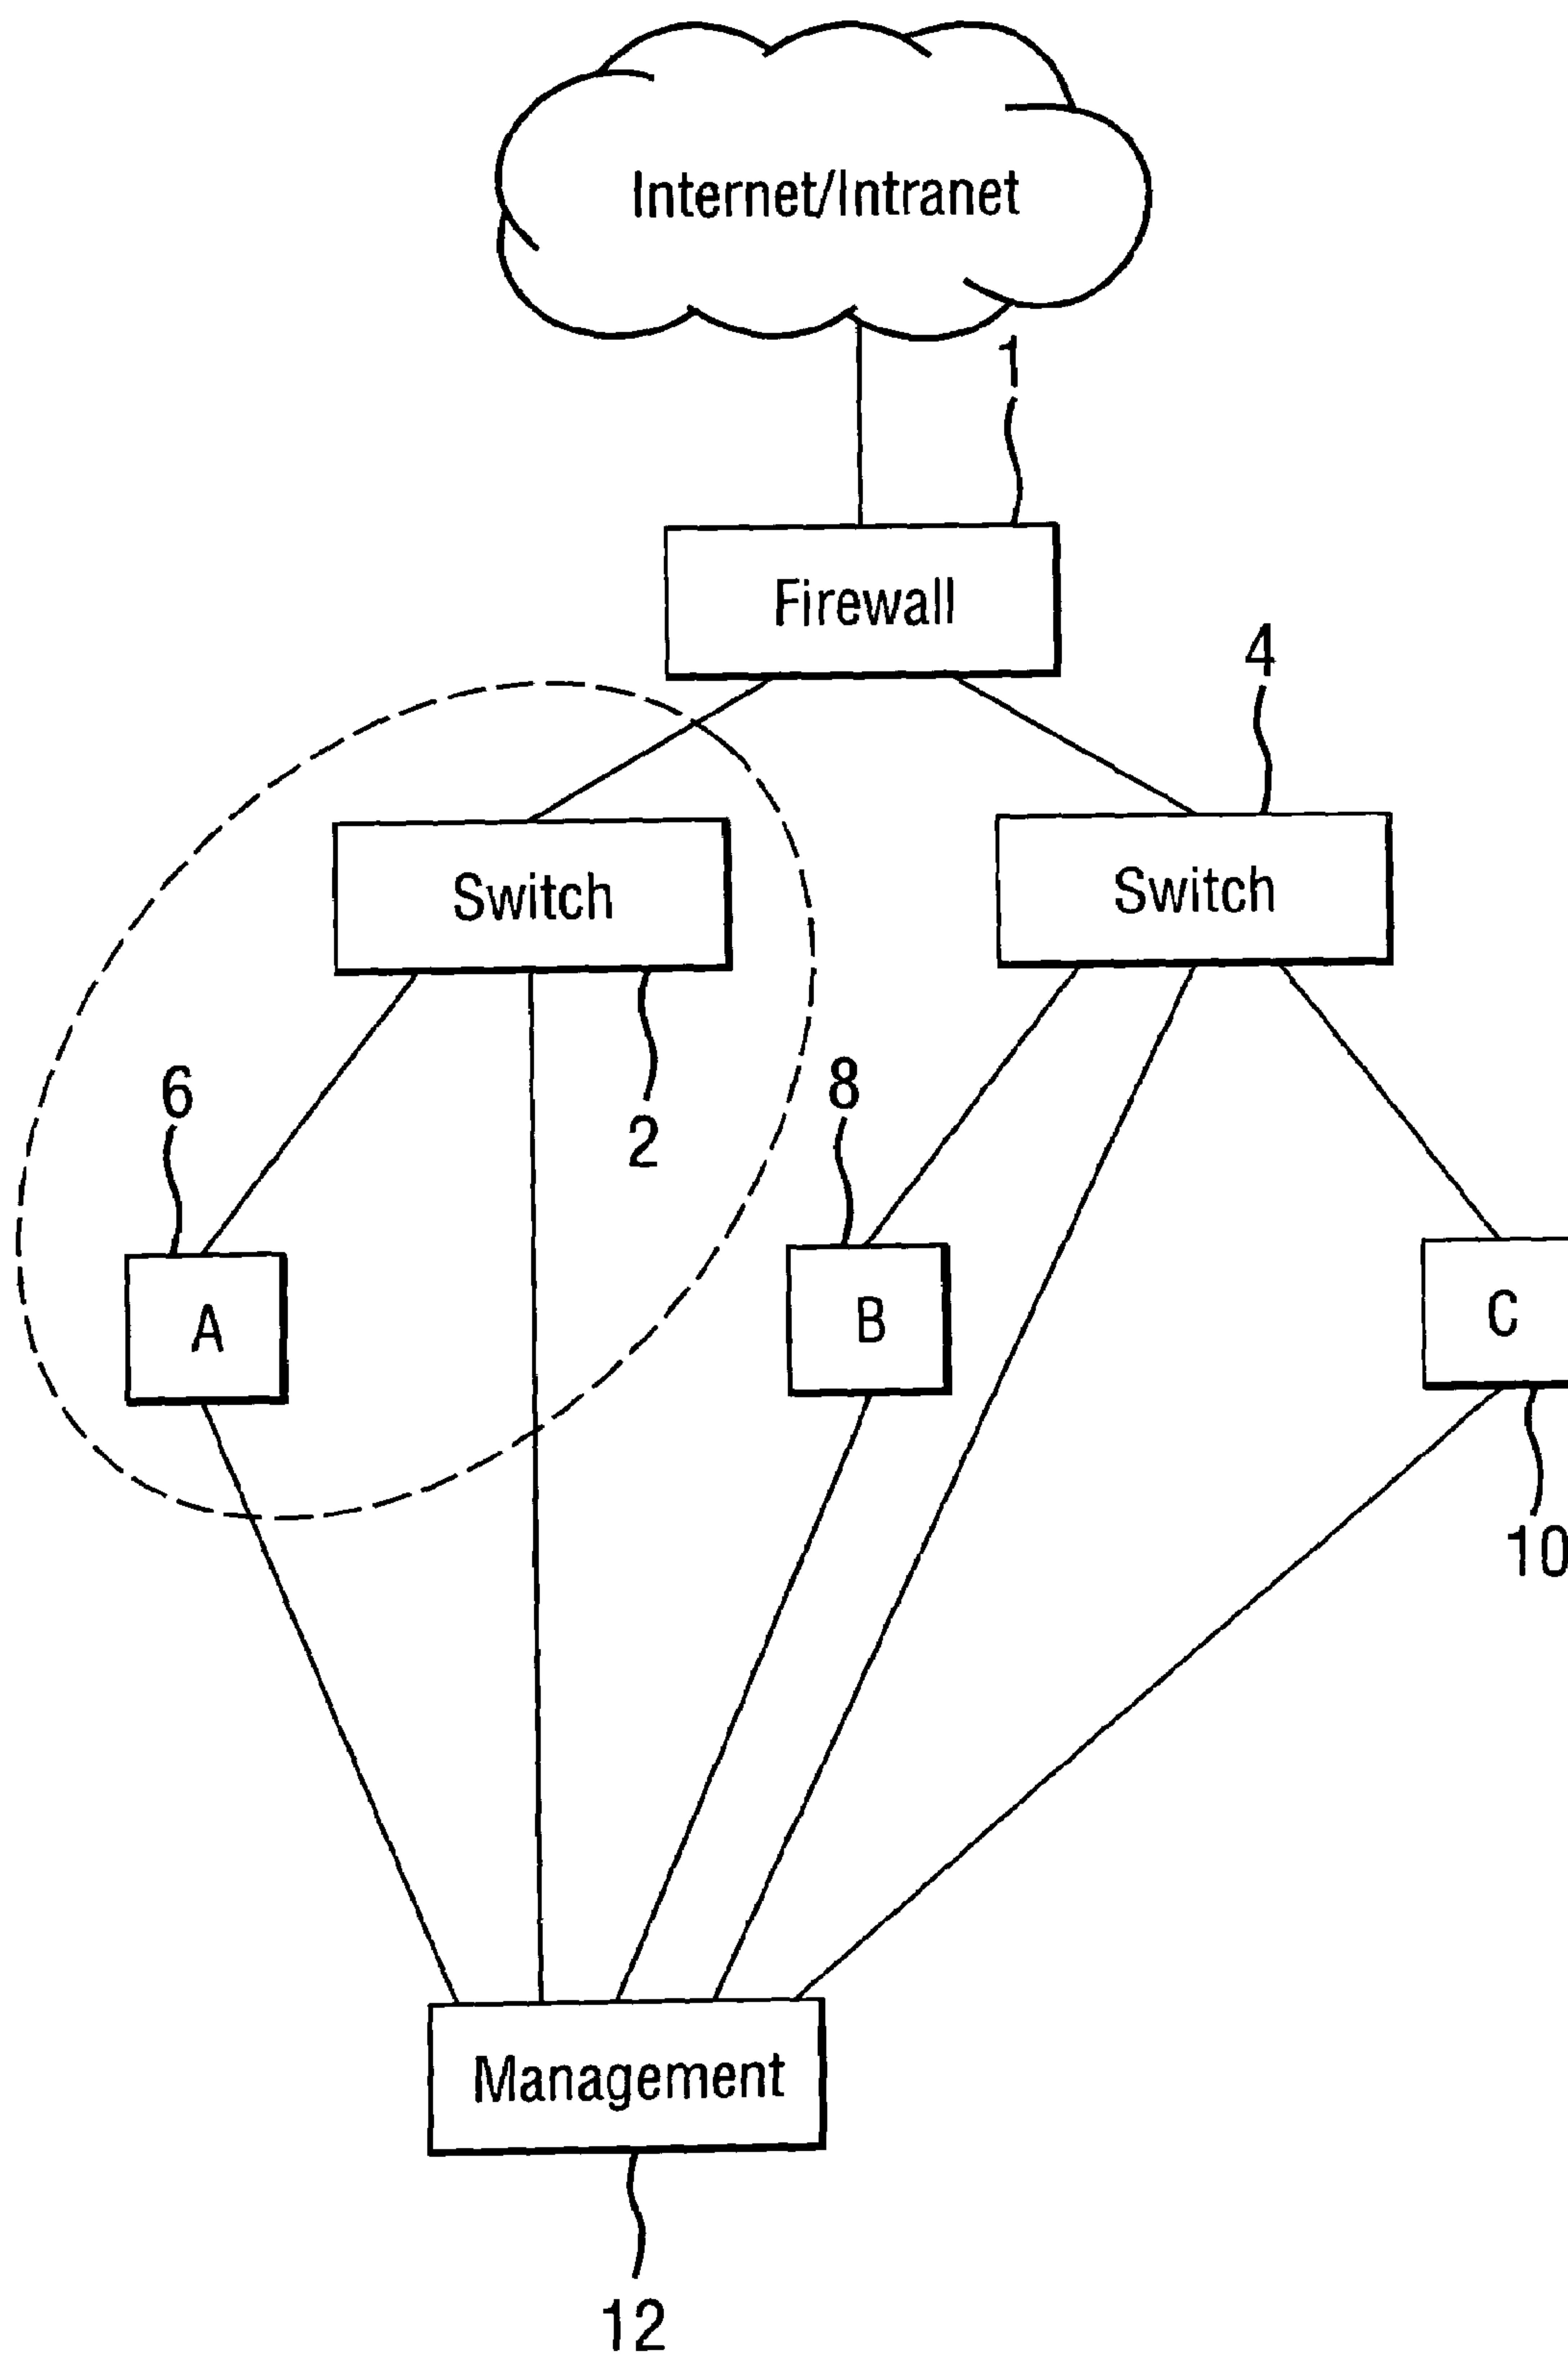 Internet/Intranet
1
Firewall
4
Switch
Switch
2
6
8
A
B
C
10
Management
12